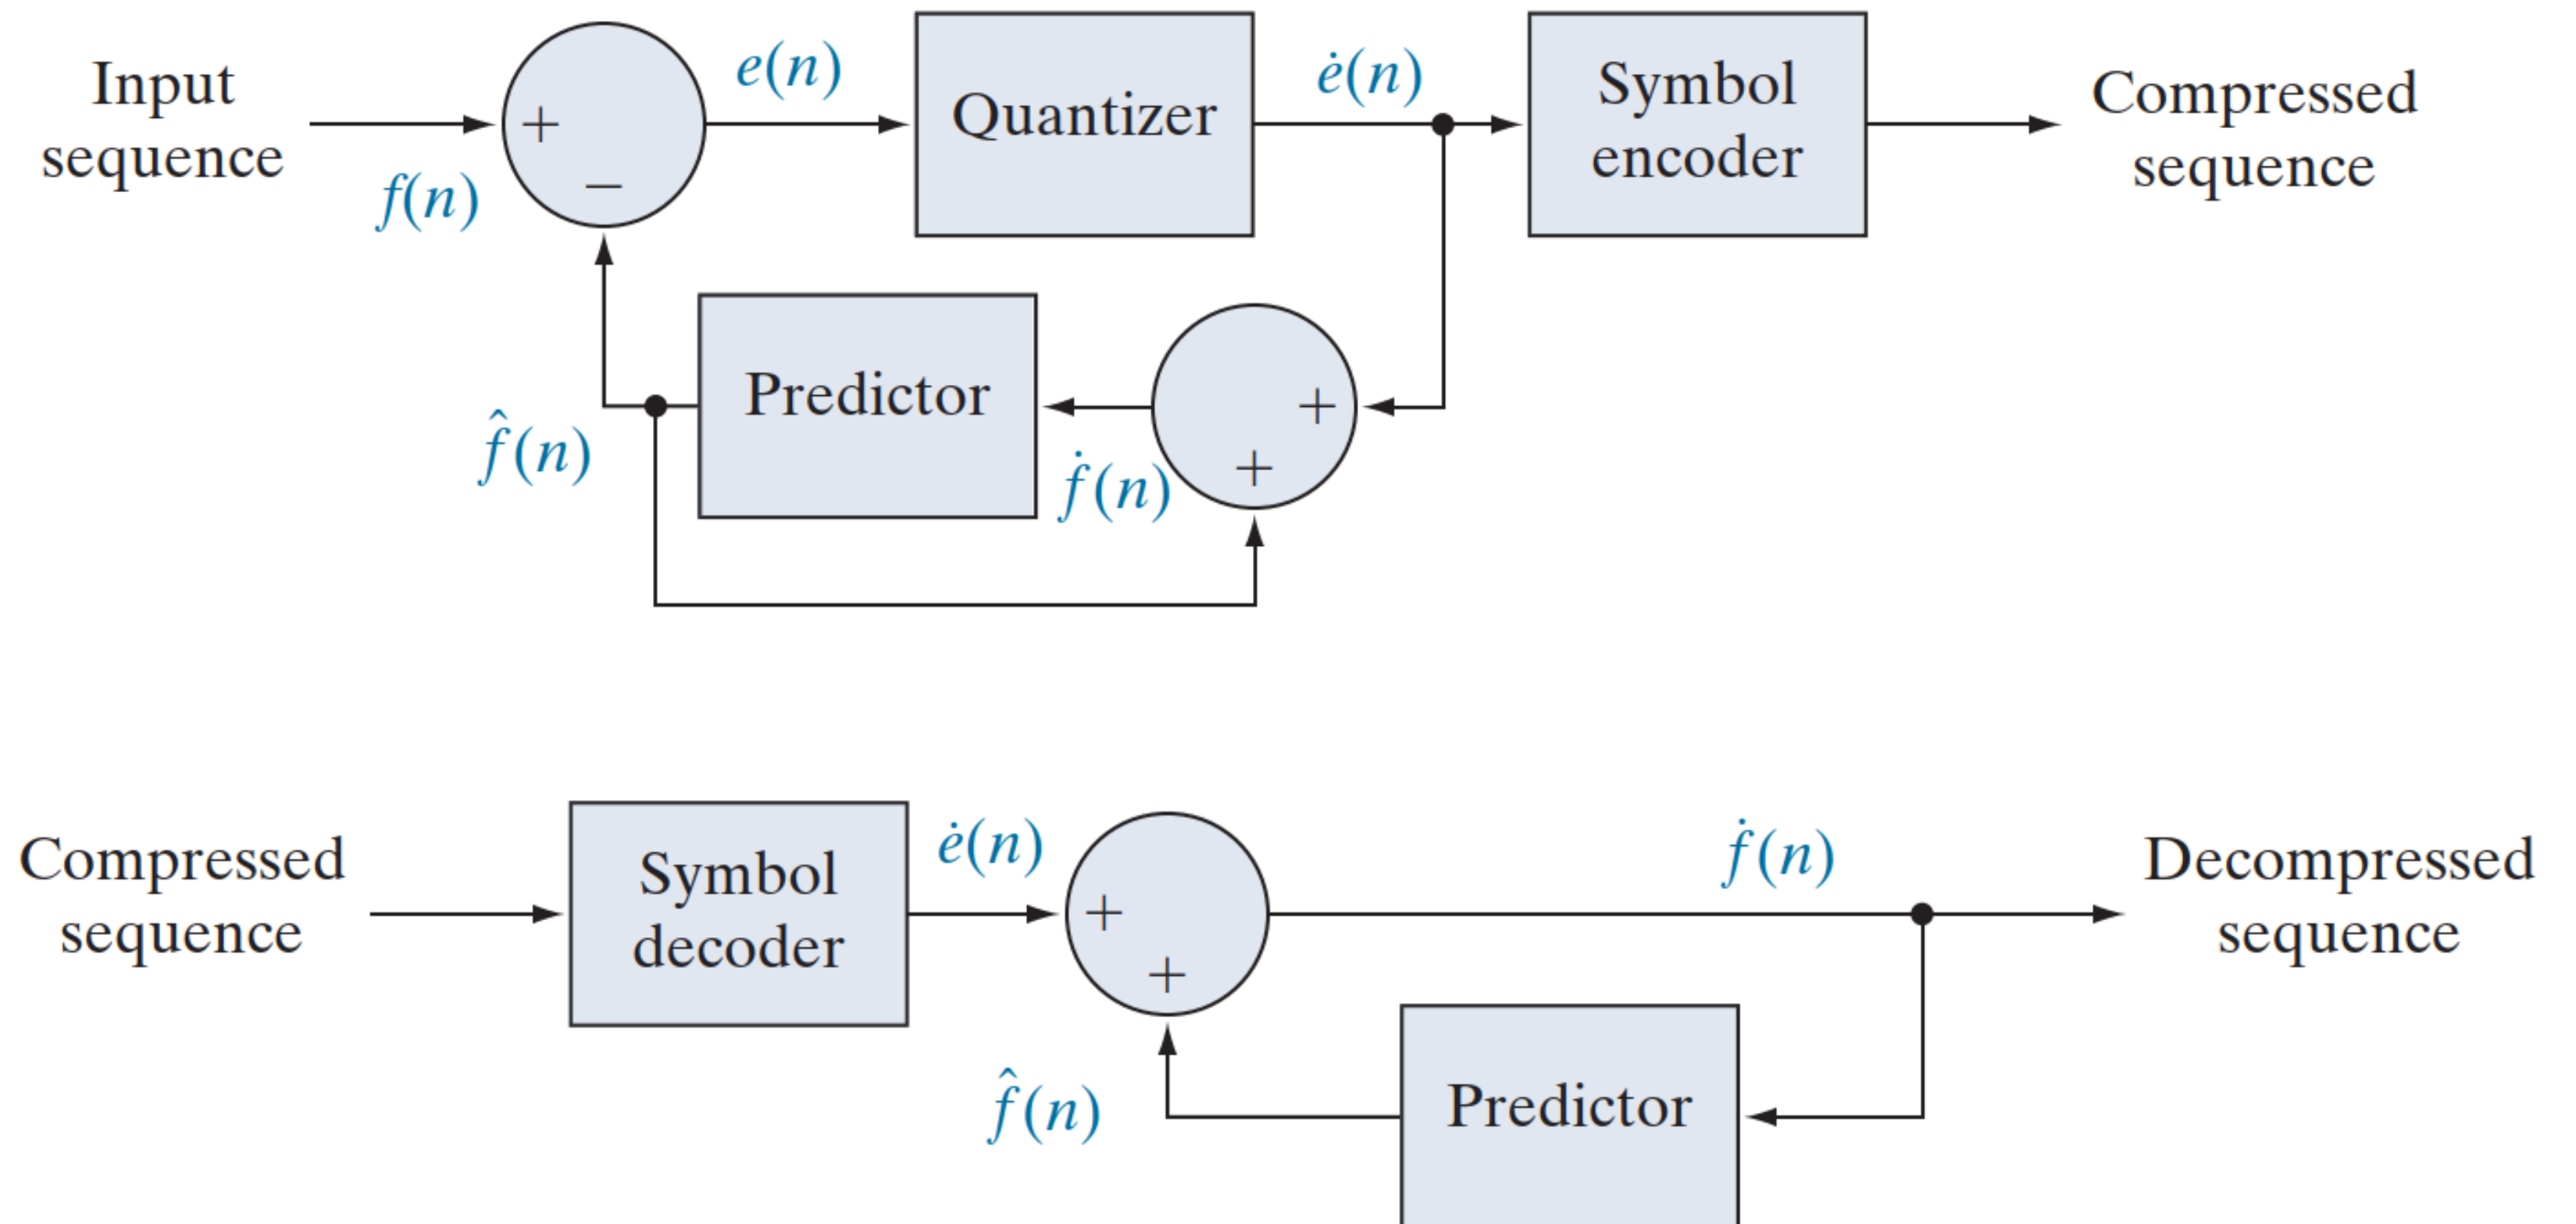 Input
sequence
f(n)
+
−
e(n)
Quantizer
ė(n)
Symbol
encoder
Compressed
sequence
f̂(n)
Predictor
ḟ(n)
+
+
Compressed
sequence
Symbol
decoder
ė(n)
+
+
ḟ(n)
Decompressed
sequence
f̂(n)
Predictor